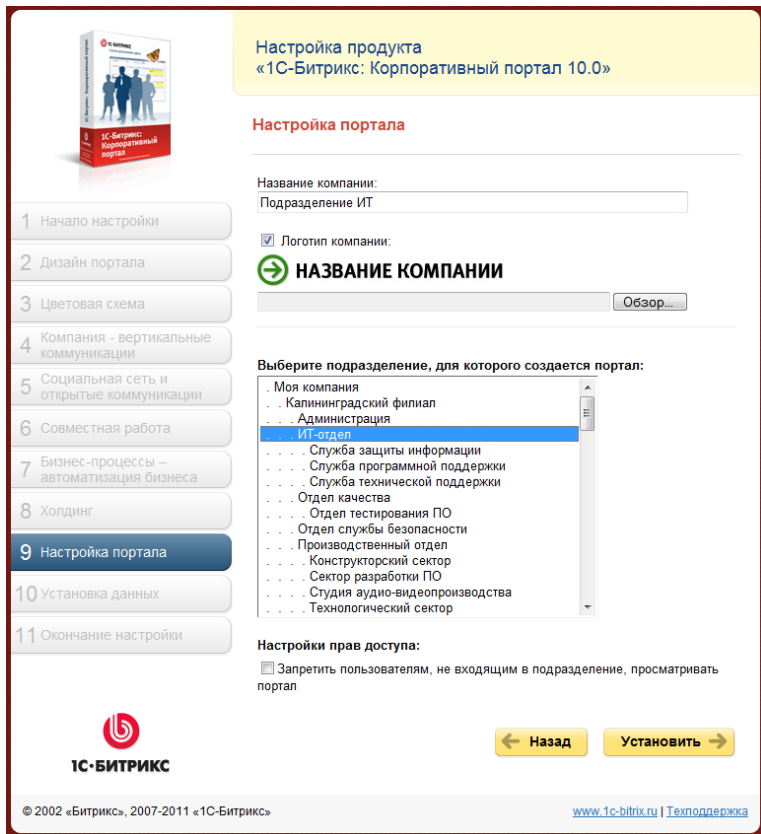 1С-БИТРИКС
1С-Битрикс:
Корпоративный
портал
Настройка продукта
«1С-Битрикс: Корпоративный портал 10.0»
Настройка портала
Название компании:
Подразделение ИТ
Логотип компании:
НАЗВАНИЕ КОМПАНИИ
Обзор...
Выберите подразделение, для которого создается портал:
. Моя компания
. . Калининградский филиал
. . . Администрация
. . . ИТ-отдел
. . . . Служба защиты информации
. . . . Служба программной поддержки
. . . . Служба технической поддержки
. . . Отдел качества
. . . . Отдел тестирования ПО
. . . Отдел службы безопасности
. . . Производственный отдел
. . . . Конструкторский сектор
. . . . Сектор разработки ПО
. . . . Студия аудио-видеопроизводства
. . . . Технологический сектор
Настройки прав доступа:
Запретить пользователям, не входящим в подразделение, просматривать
портал
Назад
Установить
1 Начало настройки
2 Дизайн портала
3 Цветовая схема
4 Компания - вертикальные
коммуникации
5 Социальная сеть и
открытые коммуникации
6 Совместная работа
7 Бизнес-процессы –
автоматизация бизнеса
8 Холдинг
9 Настройка портала
10 Установка данных
11 Окончание настройки
1С·БИТРИКС
© 2002 «Битрикс», 2007-2011 «1С-Битрикс»
www.1c-bitrix.ru | Техподдержка